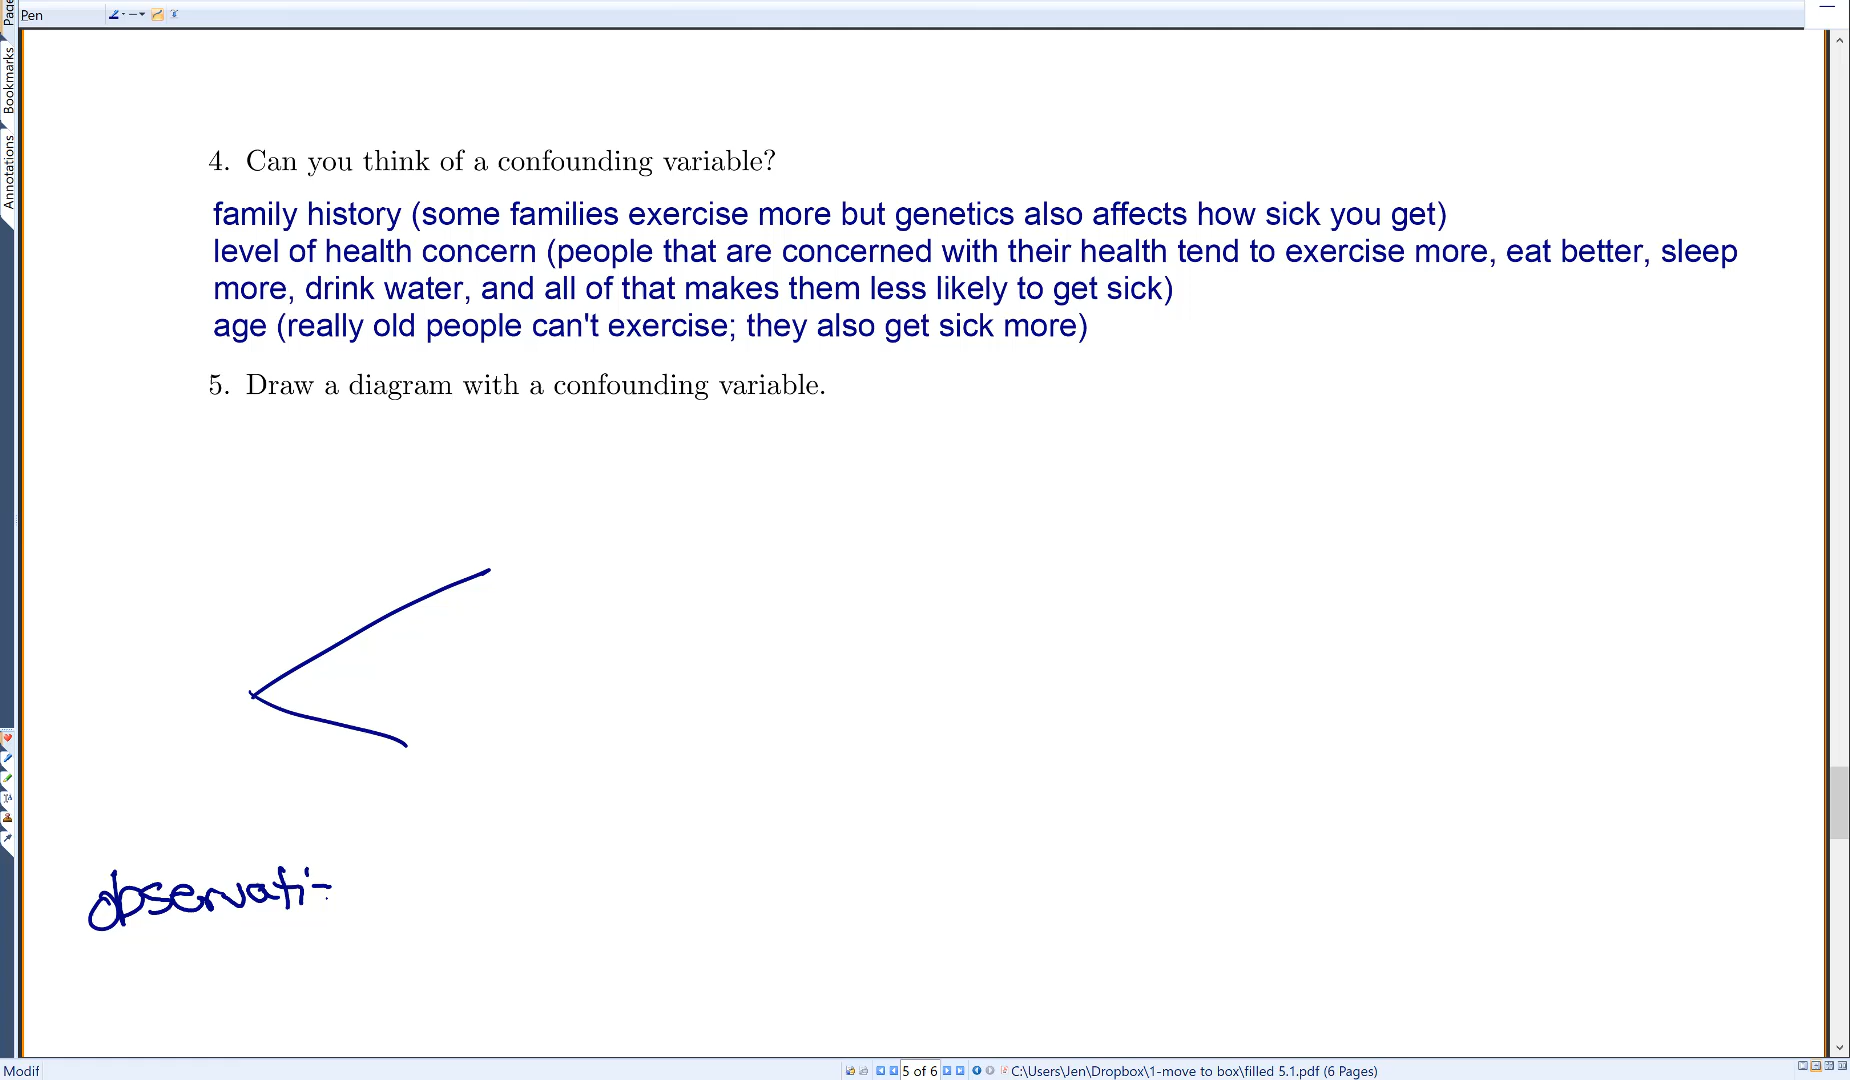 Page
Pen
Bookmarks
Annotations
4. Can you think of a confounding variable?
family history (some families exercise more but genetics also affects how sick you get)
level of health concern (people that are concerned with their health tend to exercise more, eat better, sleep
more, drink water, and all of that makes them less likely to get sick)
age (really old people can't exercise; they also get sick more)
5. Draw a diagram with a confounding variable.
observati
Modif
5 of 6
C:\Users\Jen\Dropbox\1-move to box\filled 5.1.pdf (6 Pages)